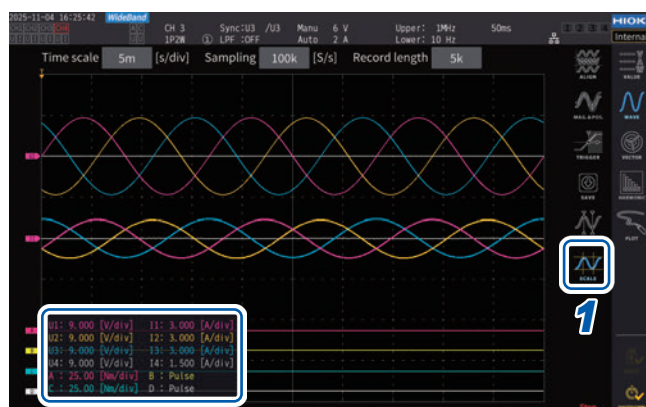 2025-11-04 16:25:42 WideBand CH 3 Sync:U3 /U3 Manu 6 V Upper: 1MHz 50ms HIOK
1P2W ① LPF :OFF Auto 2 A Lower: 10 Hz Interna
Time scale 5m [s/div] Sampling 100k [S/s] Record length 5k
ALIGN VALUE
MAG.&POS. WAVE
TRIGGER VECTOR
SAVE HARMONIC
PLOT
SCALE
1
U1: 9.000 [V/div] I1: 3.000 [A/div]
U2: 9.000 [V/div] I2: 3.000 [A/div]
U3: 9.000 [V/div] I3: 3.000 [A/div]
U4: 9.000 [V/div] I4: 1.500 [A/div]
A : 25.00 [Nm/div] B : Pulse
C : 25.00 [Nm/div] D : Pulse